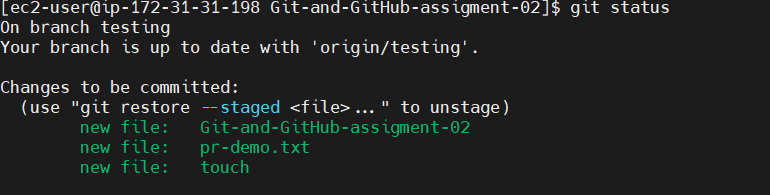 [ec2-user@ip-172-31-31-198 Git-and-GitHub-assigment-02]$ git status
On branch testing
Your branch is up to date with 'origin/testing'.
Changes to be committed:
(use "git restore --staged <file>..." to unstage)
new file: Git-and-GitHub-assigment-02
new file: pr-demo.txt
new file: touch